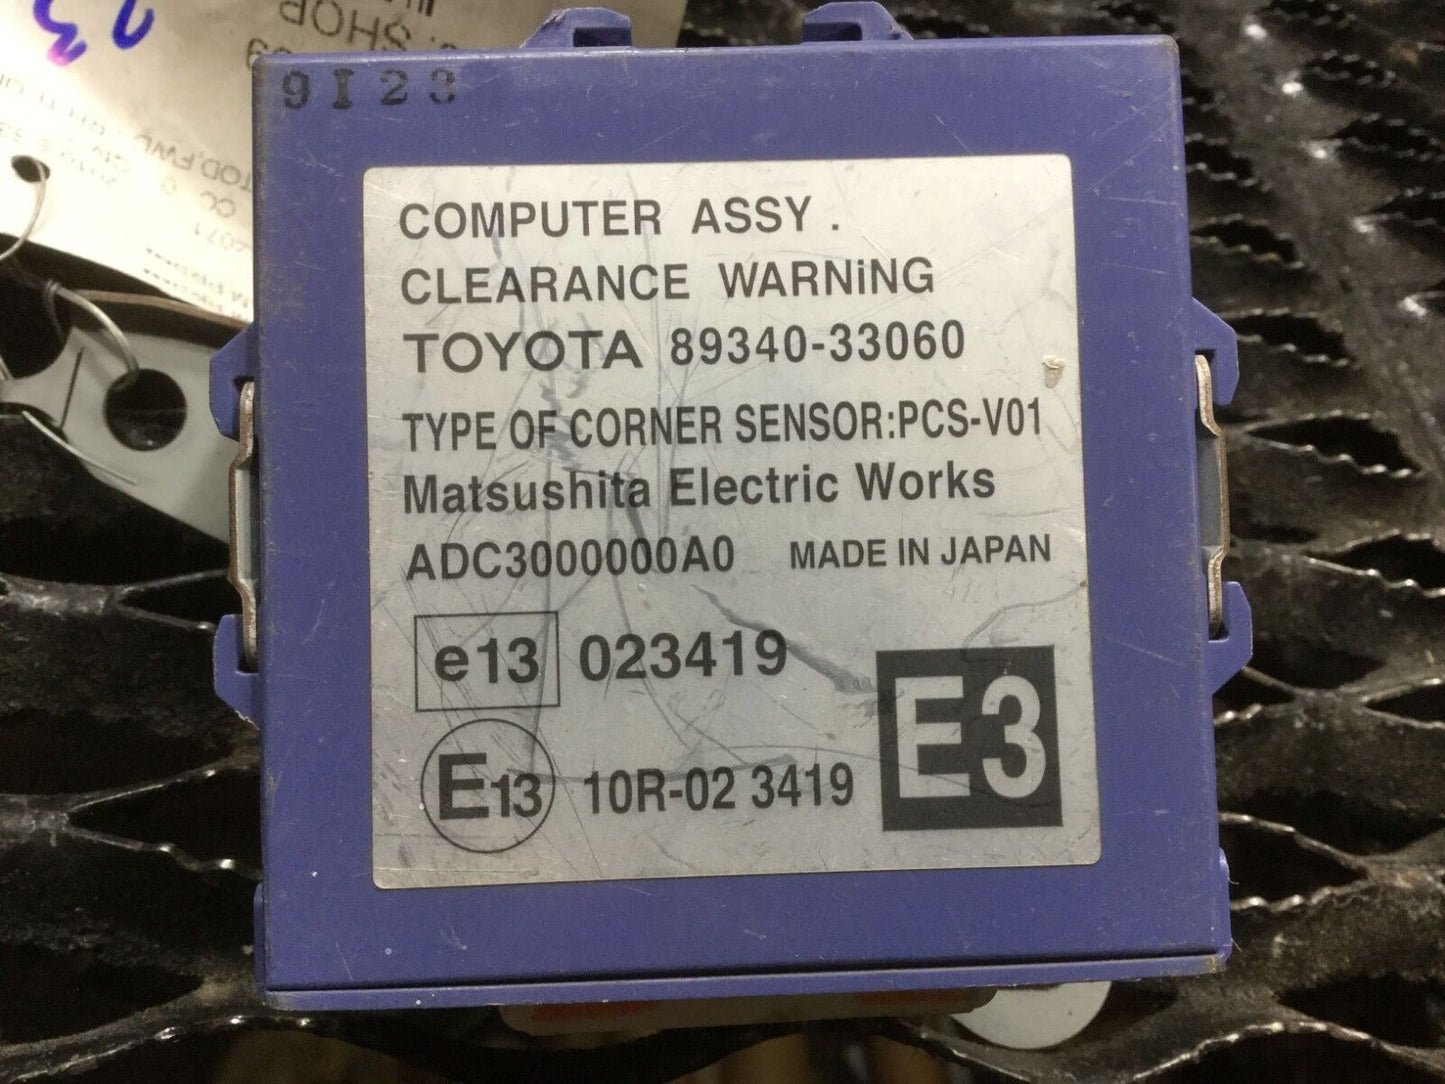 9I23
COMPUTER ASSY .
CLEARANCE WARNiNG
TOYOTA 89340-33060
TYPE OF CORNER SENSOR:PCS-V01
Matsushita Electric Works
ADC3000000A0 MADE IN JAPAN
e13 023419
E13 10R-02 3419
E3
SHOP